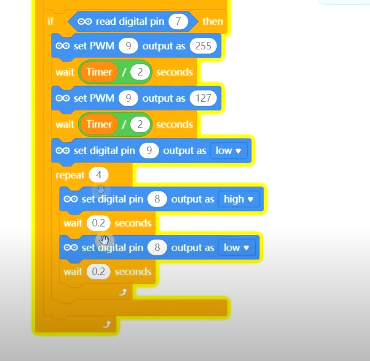 if read digital pin 7 then
set PWM 9 output as 255
wait Timer / 2 seconds
set PWM 9 output as 127
wait Timer / 2 seconds
set digital pin 9 output as low
repeat 4
set digital pin 8 output as high
wait 0.2 seconds
set digital pin 8 output as low
wait 0.2 seconds